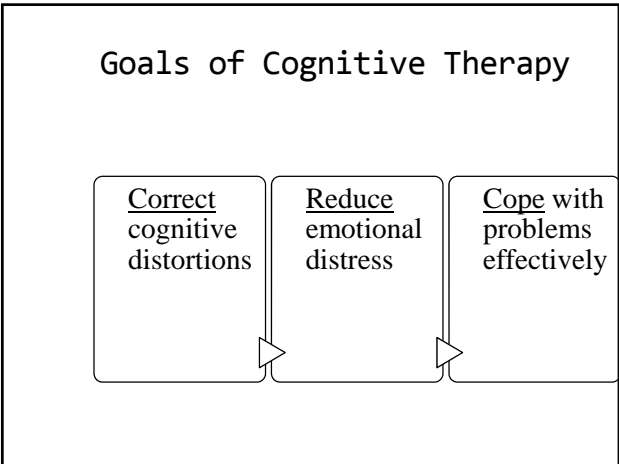 Goals of Cognitive Therapy
Correct
cognitive
distortions
Reduce
emotional
distress
Cope with
problems
effectively